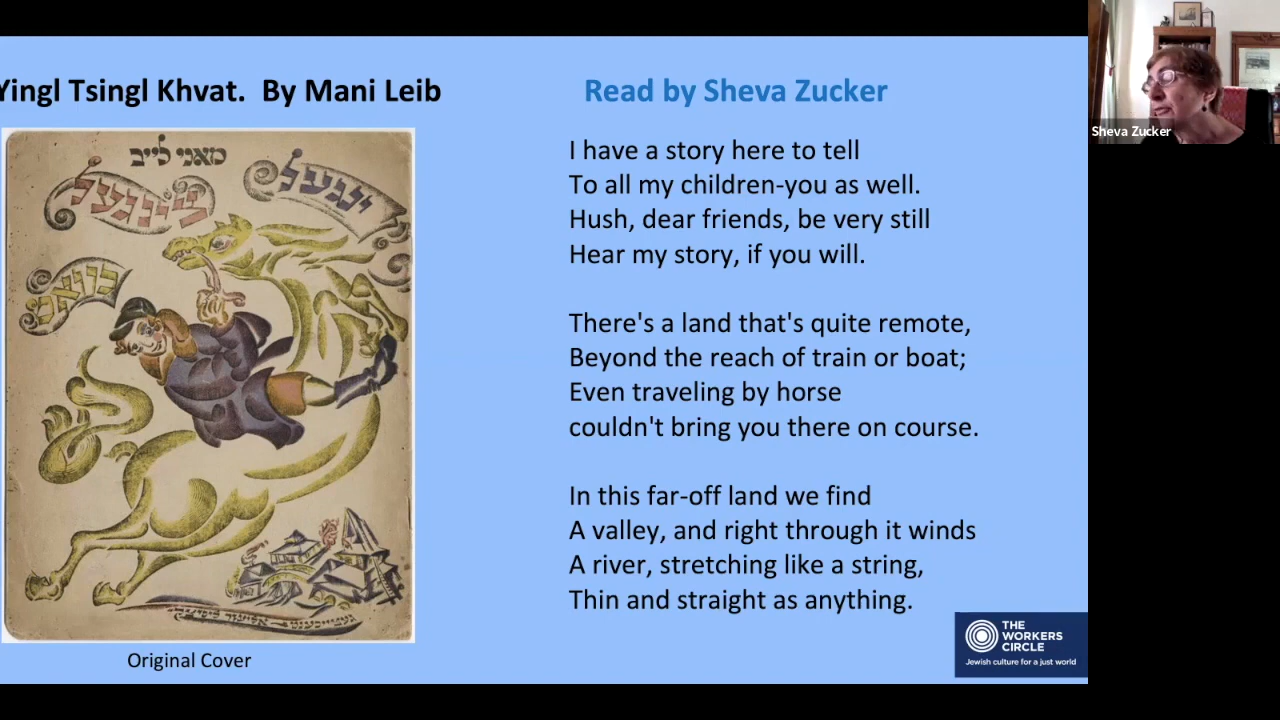 Yingl Tsingl Khvat. By Mani Leib
Read by Sheva Zucker
מאני לייב
ינגעל
צינגעל
כוואט
Original Cover
I have a story here to tell
To all my children-you as well.
Hush, dear friends, be very still
Hear my story, if you will.
There's a land that's quite remote,
Beyond the reach of train or boat;
Even traveling by horse
couldn't bring you there on course.
In this far-off land we find
A valley, and right through it winds
A river, stretching like a string,
Thin and straight as anything.
THE
WORKERS
CIRCLE
Jewish culture for a just world
Sheva Zucker